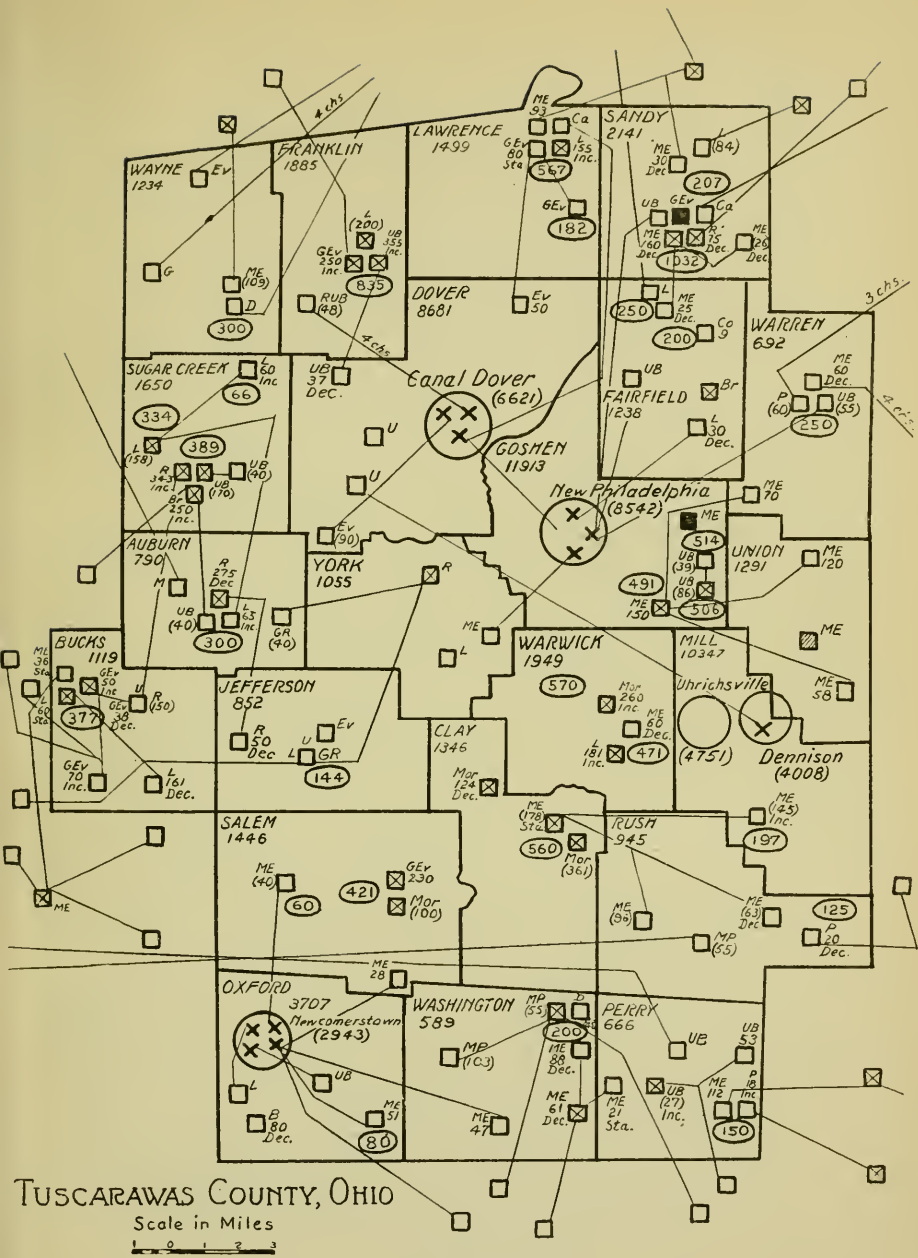 WAYNE
1234
Ev
G
ME
(109)
D
300
4 chs
FRANKLIN
1885
L
(200)
GEv
250
Inc.
UB
355
Inc.
835
RUB
(48)
4 chs.
LAWRENCE
1499
ME
93
Ca
GEv
80
Sta
L
155
Inc.
567
GEv
182
SANDY
2141
ME
30
Dec
L
(84)
207
UB
GEv
Ca
ME
160
Dec
R
75
Dec.
1032
ME
(26)
Dec
DOVER
8681
Ev
50
UB
37
Dec.
Canal Dover
(6621)
U
U
Ev
(90)
L
250
ME
25
Dec.
200
Co
9
UB
Br
FAIRFIELD
1238
L
30
Dec.
WARREN
692
3 chs.
ME
60
Dec.
P
(60)
UB
(55)
250
4 chs.
ME
70
SUGAR CREEK
1650
L
60
Inc
66
334
L
(158)
389
R
343
Inc
UB
(170)
UB
(40)
Br
250
Inc.
GOSHEN
11913
New Philadelphia
(8542)
ME
514
UB
(39)
UB
(86)
491
ME
150
506
UNION
1291
ME
120
AUBURN
790
M
R
275
Dec
UB
(40)
L
65
Inc.
300
GR
(40)
YORK
1055
R
ME
L
BUCKS
1119
ME
36
Sta
GEv
50
Inc
L
60
Sta
377
GEv
38
Dec.
U
R
(50)
GEv
70
Inc.
L
161
Dec.
JEFFERSON
852
R
50
Dec
Ev
U
L
GR
144
WARWICK
1949
570
Mor
260
Inc.
ME
60
Dec.
L
181
Inc.
471
MILL
10347
Uhrichsville
(4751)
ME
ME
58
Dennison
(4008)
CLAY
1346
Mor
124
Dec.
SALEM
1446
ME
(40)
60
421
GEv
230
Mor
(100)
ME
(178)
Sta.
560
Mor
(361)
RUSH
945
ME
(145)
Inc.
197
ME
(96)
ME
(63)
Dec
MP
(55)
125
P
20
Dec.
ME
OXFORD
3707
Newcomerstown
(2943)
ME
28
L
B
80
Dec.
UB
ME
51
80
WASHINGTON
589
MP
(55)
D
200
MP
(103)
ME
88
Dec.
ME
61
Dec
ME
47
PERRY
666
UB
UB
53
ME
21
Sta.
UB
(27)
Inc.
ME
112
P
18
Inc
150
TUSCARAWAS COUNTY, OHIO
Scale in Miles
1 0 1 2 3